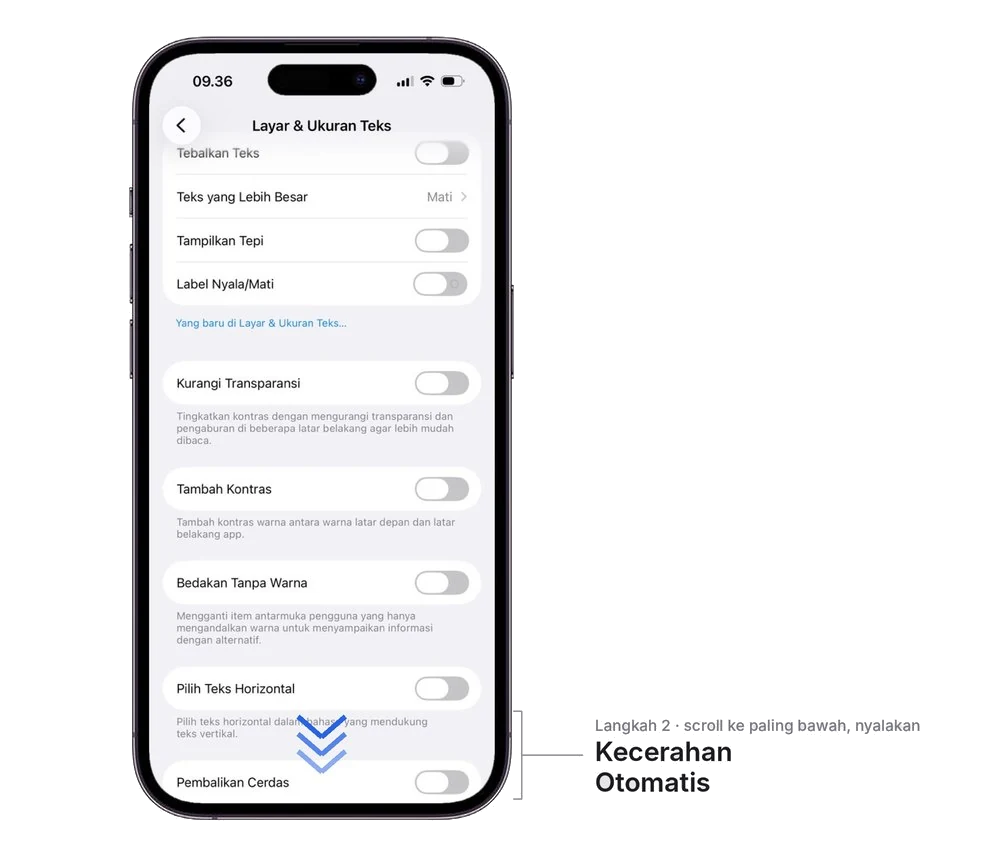 09.36
Layar & Ukuran Teks
Tebalkan Teks
Teks yang Lebih Besar Mati
Tampilkan Tepi
Label Nyala/Mati
Yang baru di Layar & Ukuran Teks...
Kurangi Transparansi
Tingkatkan kontras dengan mengurangi transparansi dan
pengaburan di beberapa latar belakang agar lebih mudah
dibaca.
Tambah Kontras
Tambah kontras warna antara warna latar depan dan latar
belakang app.
Bedakan Tanpa Warna
Mengganti item antarmuka pengguna yang hanya
mengandalkan warna untuk menyampaikan informasi
dengan alternatif.
Pilih Teks Horizontal
Pilih teks horizontal dalam bahasa yang mendukung
teks vertikal.
Pembalikan Cerdas
Langkah 2 · scroll ke paling bawah, nyalakan
Kecerahan
Otomatis